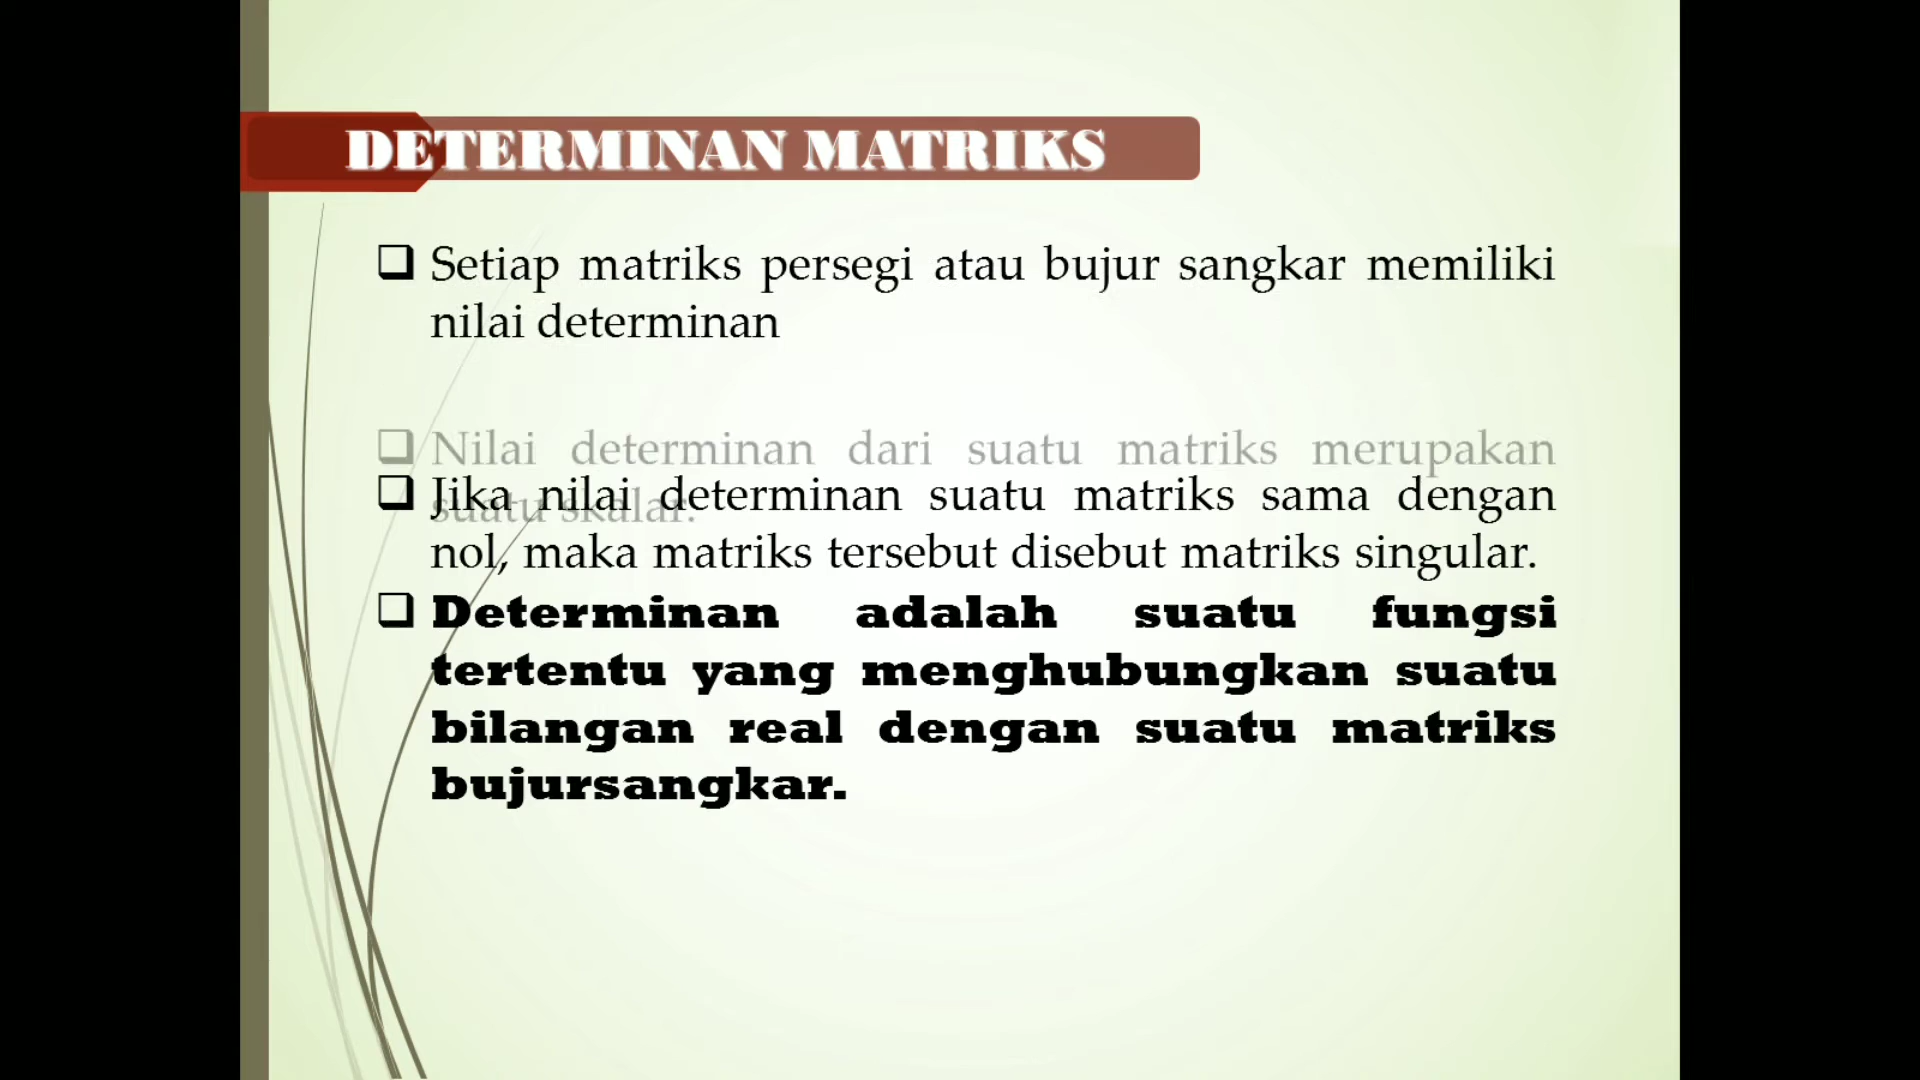 DETERMINAN MATRIKS
Setiap matriks persegi atau bujur sangkar memiliki
nilai determinan
Nilai determinan dari suatu matriks merupakan
suatu skalar.
Jika nilai determinan suatu matriks sama dengan
nol, maka matriks tersebut disebut matriks singular.
Determinan adalah suatu fungsi
tertentu yang menghubungkan suatu
bilangan real dengan suatu matriks
bujursangkar.